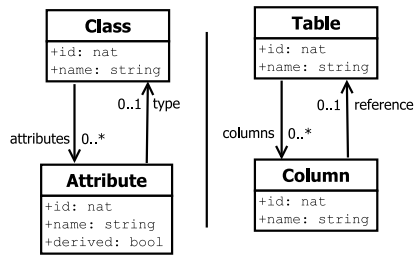 Class
+id: nat
+name: string
0..1 type
attributes 0..*
Attribute
+id: nat
+name: string
+derived: bool
Table
+id: nat
+name: string
0..1 reference
columns 0..*
Column
+id: nat
+name: string